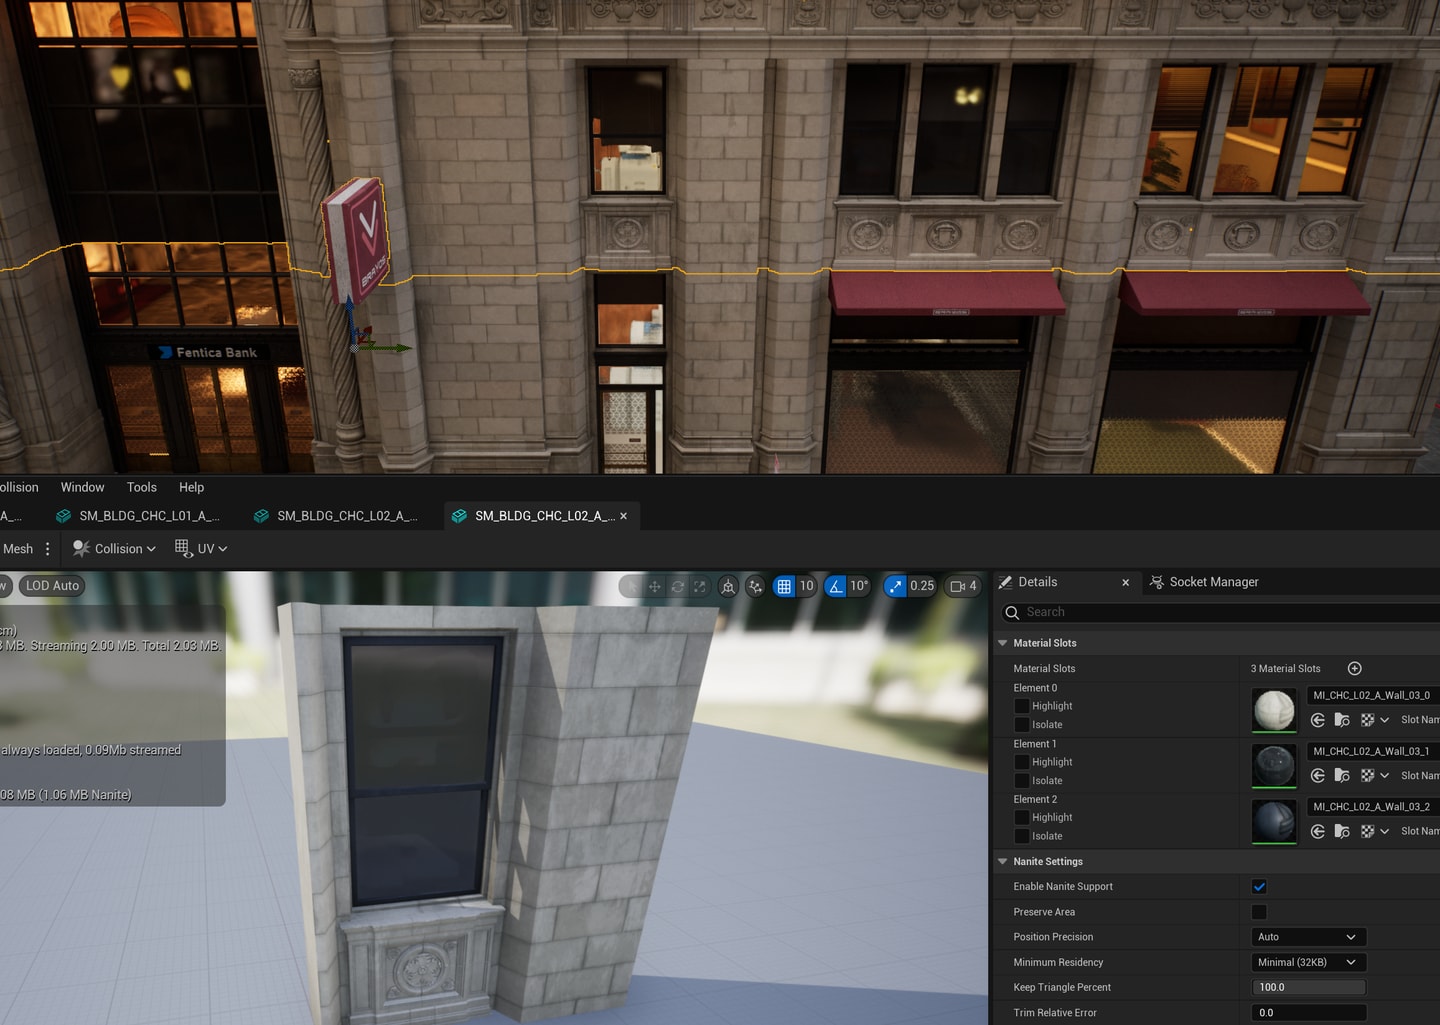 BRAVOS
Fentica Bank
ollision Window Tools Help
A_...
SM_BLDG_CHC_L01_A_...
SM_BLDG_CHC_L02_A_...
SM_BLDG_CHC_L02_A_...
Mesh
Collision
UV
w
LOD Auto
10
10°
0.25
4
Details
Socket Manager
Search
cm)
3 MB. Streaming 2.00 MB. Total 2.03 MB.
always loaded, 0.09Mb streamed
08 MB (1.06 MB Nanite)
Material Slots
Material Slots
3 Material Slots
Element 0
Highlight
Isolate
MI_CHC_L02_A_Wall_03_0
Slot Nam
Element 1
Highlight
Isolate
MI_CHC_L02_A_Wall_03_1
Slot Nam
Element 2
Highlight
Isolate
MI_CHC_L02_A_Wall_03_2
Slot Nam
Nanite Settings
Enable Nanite Support
Preserve Area
Position Precision
Auto
Minimum Residency
Minimal (32KB)
Keep Triangle Percent
100.0
Trim Relative Error
0.0